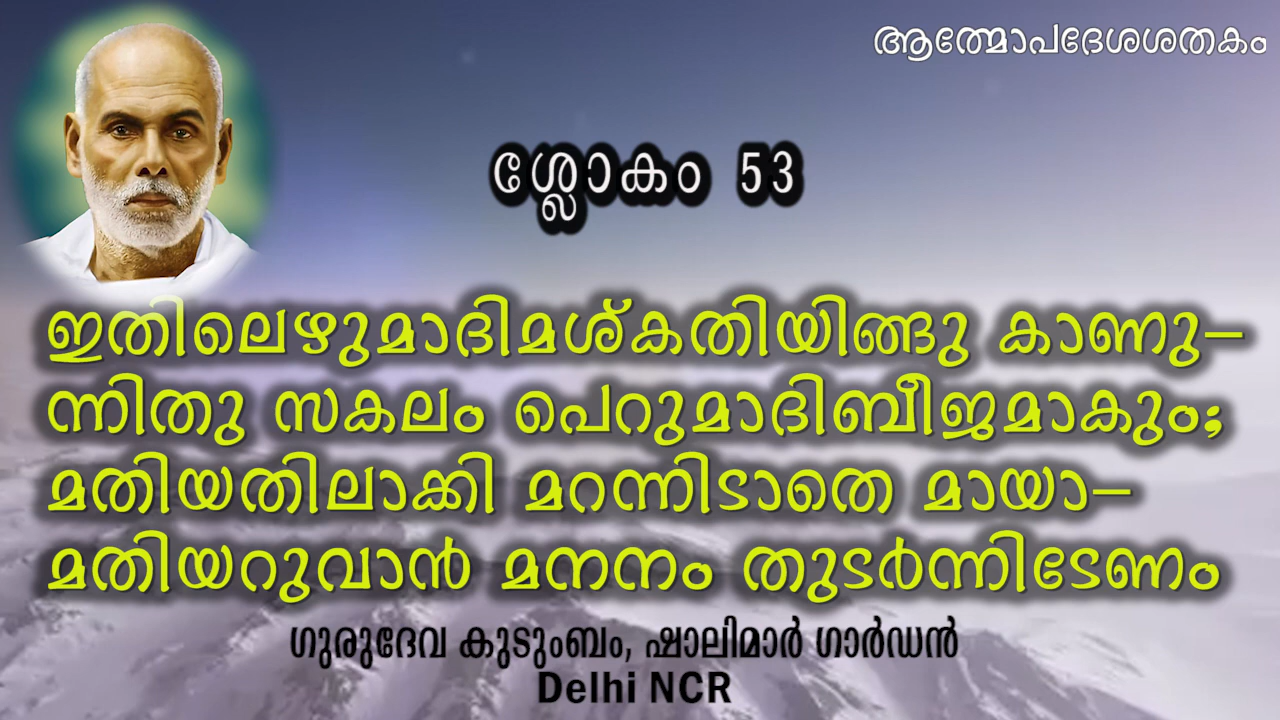 ആത്മോപദേശശതകം
ശ്ലോകം 53
ഇതിലെഴുമാദിമശ്കതിയിങ്ങു കാണു–
ന്നിതു സകലം പെറുമാദിബീജമാകും;
മതിയതിലാക്കി മറന്നിടാതെ മായാ–
മതിയറുവാൻ മനനം തുടർന്നിടേണം
ഗുരുദേവ കുടുംബം, ഷാലിമാർ ഗാർഡൻ
Delhi NCR